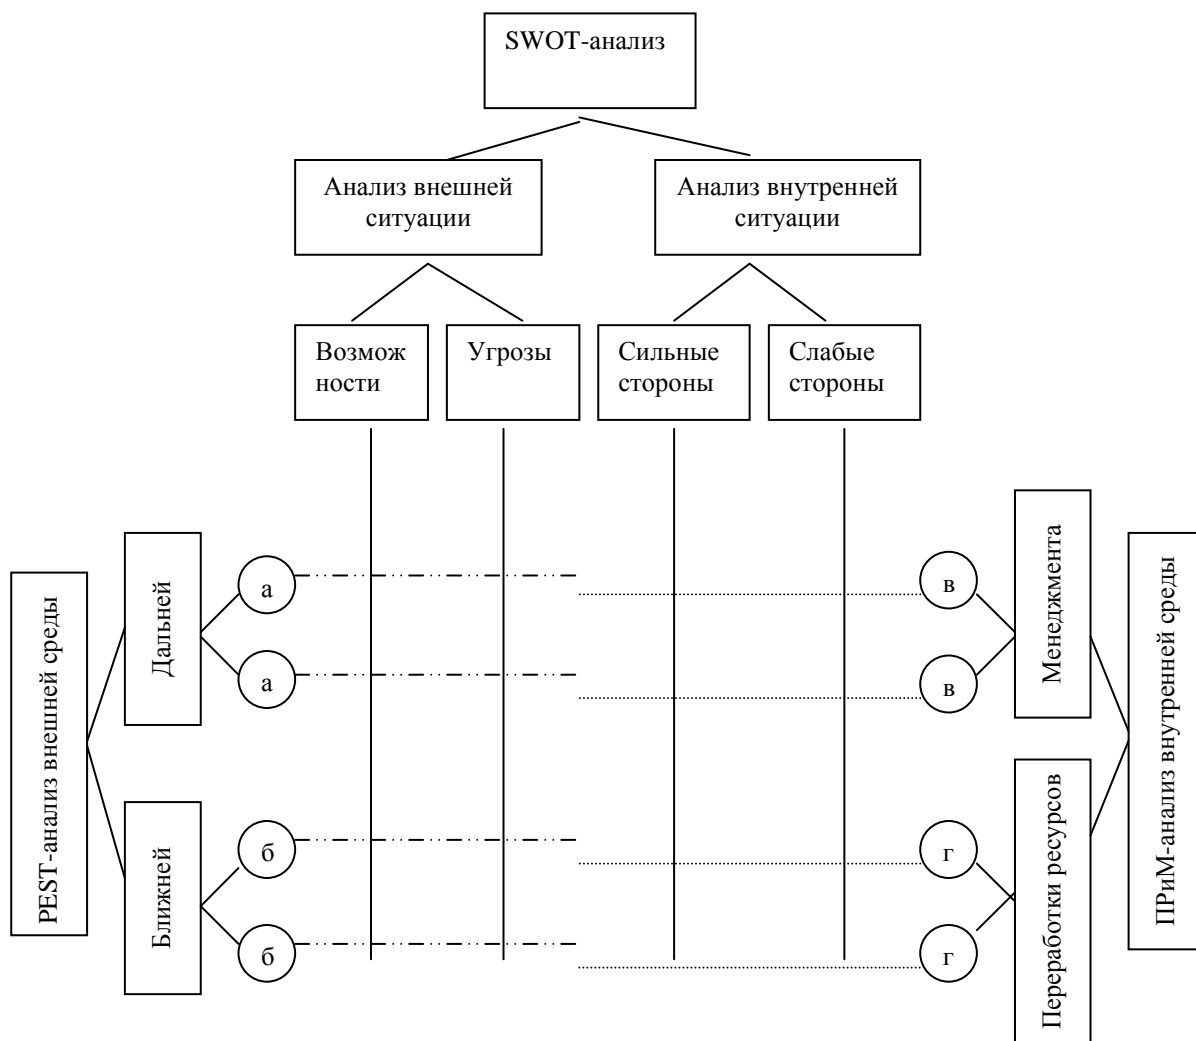 SWOT-анализ
Анализ внешней
ситуации
Анализ внутренней
ситуации
Возмож
ности
Угрозы
Сильные
стороны
Слабые
стороны
PEST-анализ внешней среды
Дальней
Ближней
а
а
б
б
в
в
г
г
Менеджмента
Переработки ресурсов
ПРиМ-анализ внутренней среды